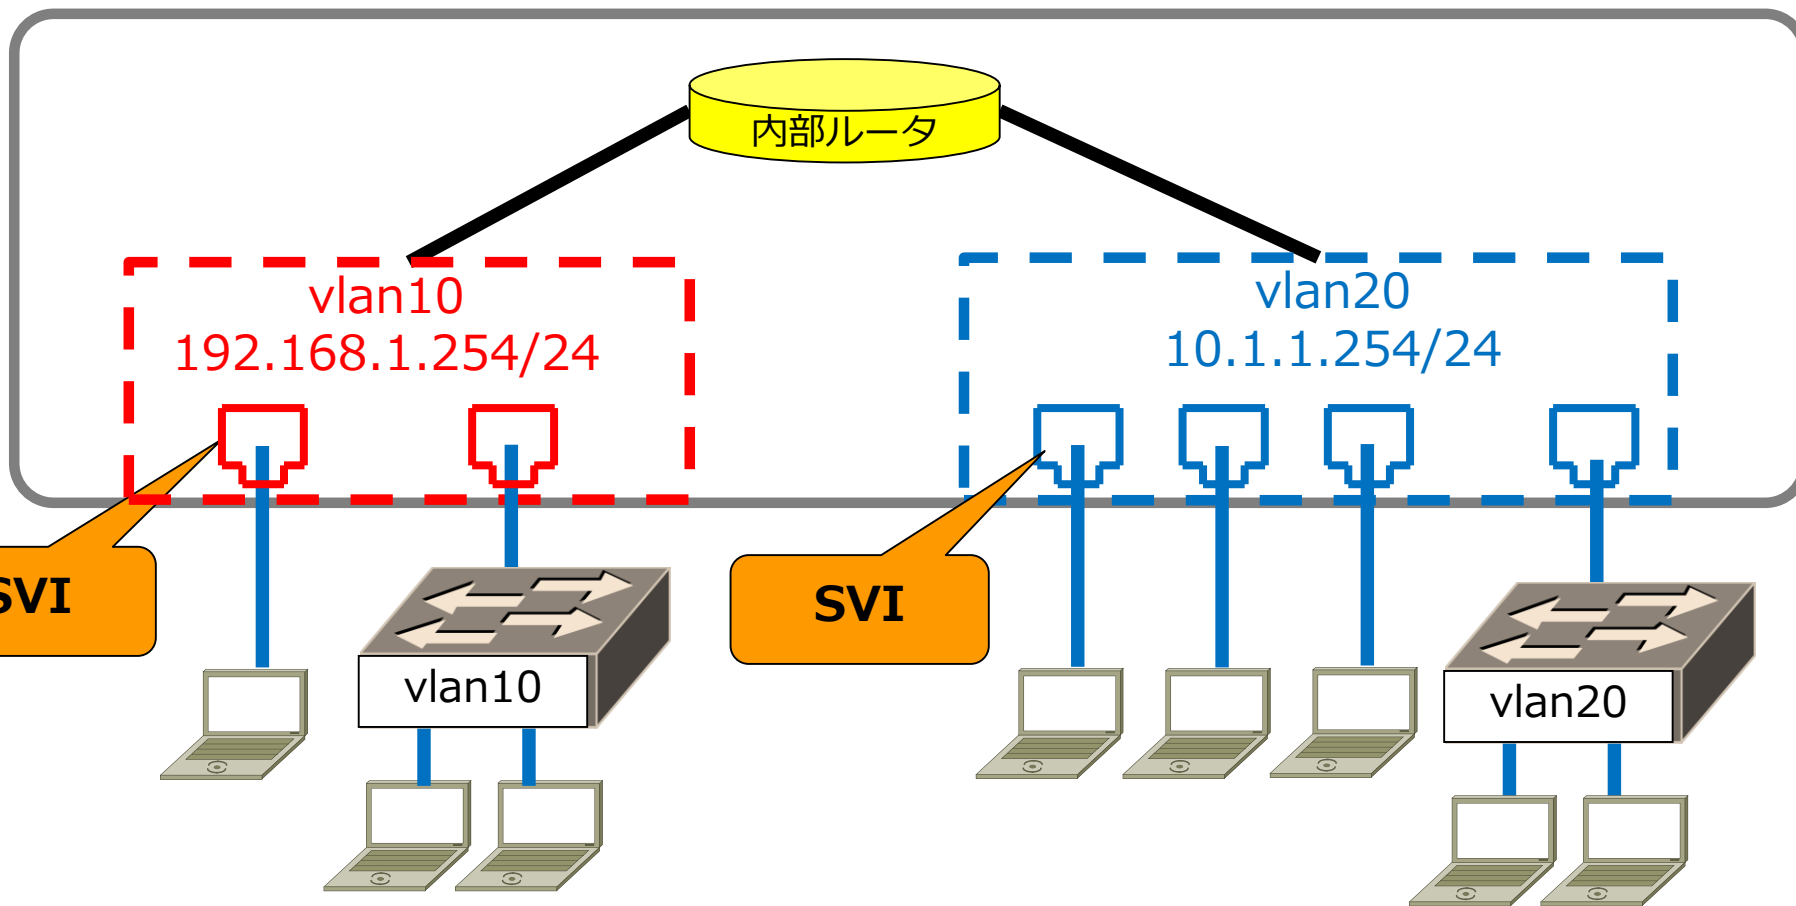 内部ルータ
vlan10
192.168.1.254/24
vlan20
10.1.1.254/24
SVI
SVI
vlan10
vlan20